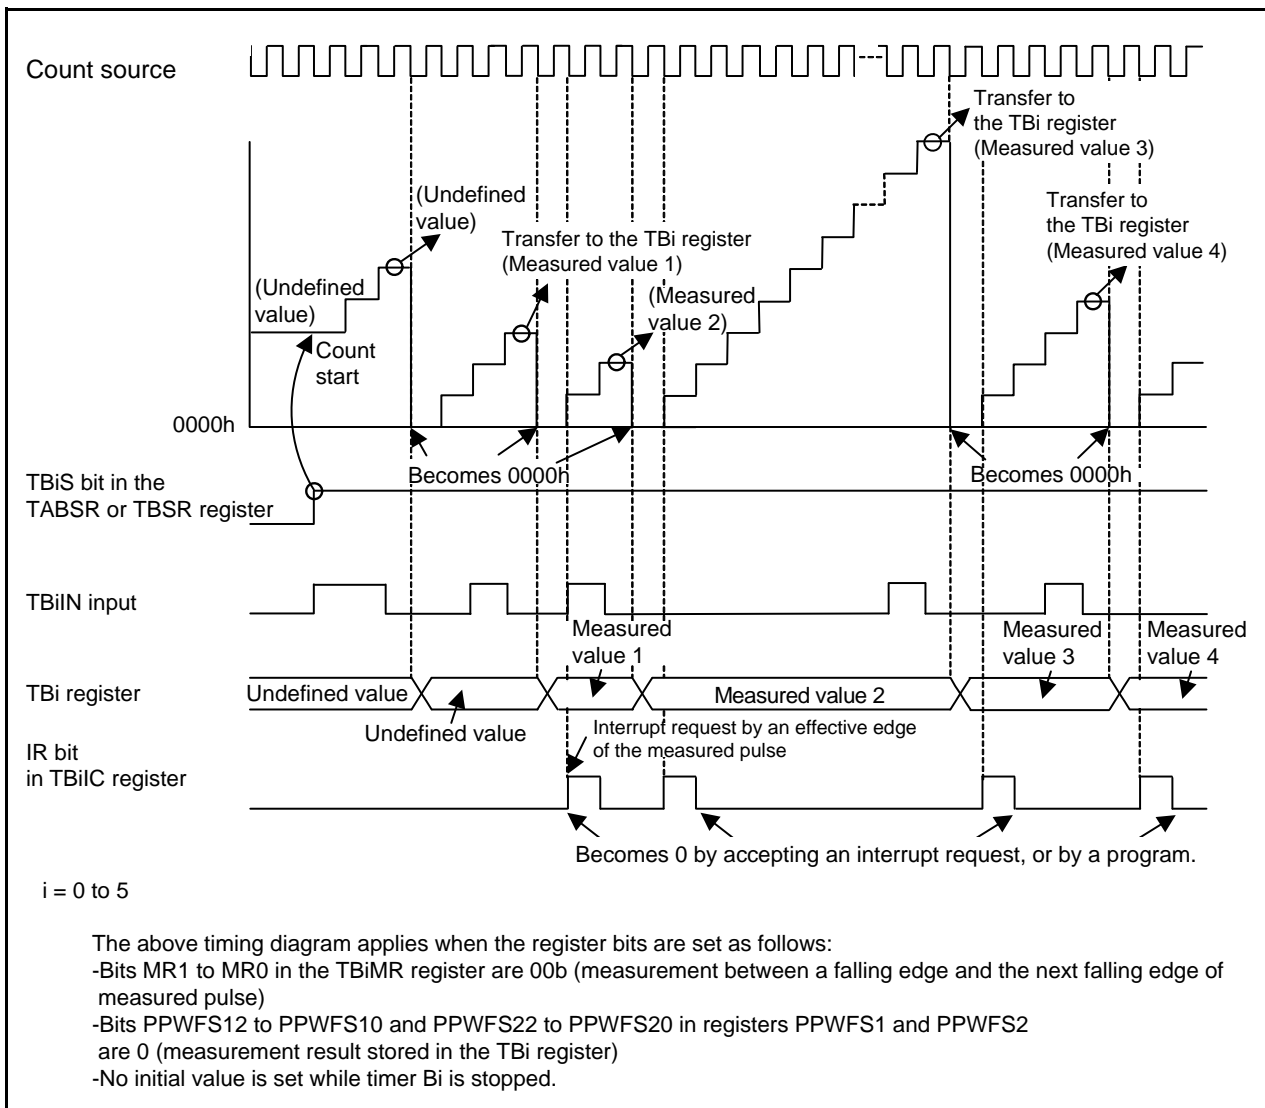 Count source
Transfer to
the TBi register
(Measured value 3)
(Undefined
value)
Transfer to
the TBi register
(Measured value 4)
Transfer to the TBi register
(Measured value 1)
(Undefined
value)
(Measured
value 2)
Count
start
0000h
Becomes 0000h
Becomes 0000h
TBiS bit in the
TABSR or TBSR register
TBiIN input
Measured
value 1
Measured
value 3
Measured
value 4
TBi register
Undefined value
Undefined value
Measured value 2
Interrupt request by an effective edge
of the measured pulse
IR bit
in TBiIC register
Becomes 0 by accepting an interrupt request, or by a program.
i = 0 to 5
The above timing diagram applies when the register bits are set as follows:
-Bits MR1 to MR0 in the TBiMR register are 00b (measurement between a falling edge and the next falling edge of
measured pulse)
-Bits PPWFS12 to PPWFS10 and PPWFS22 to PPWFS20 in registers PPWFS1 and PPWFS2
are 0 (measurement result stored in the TBi register)
-No initial value is set while timer Bi is stopped.